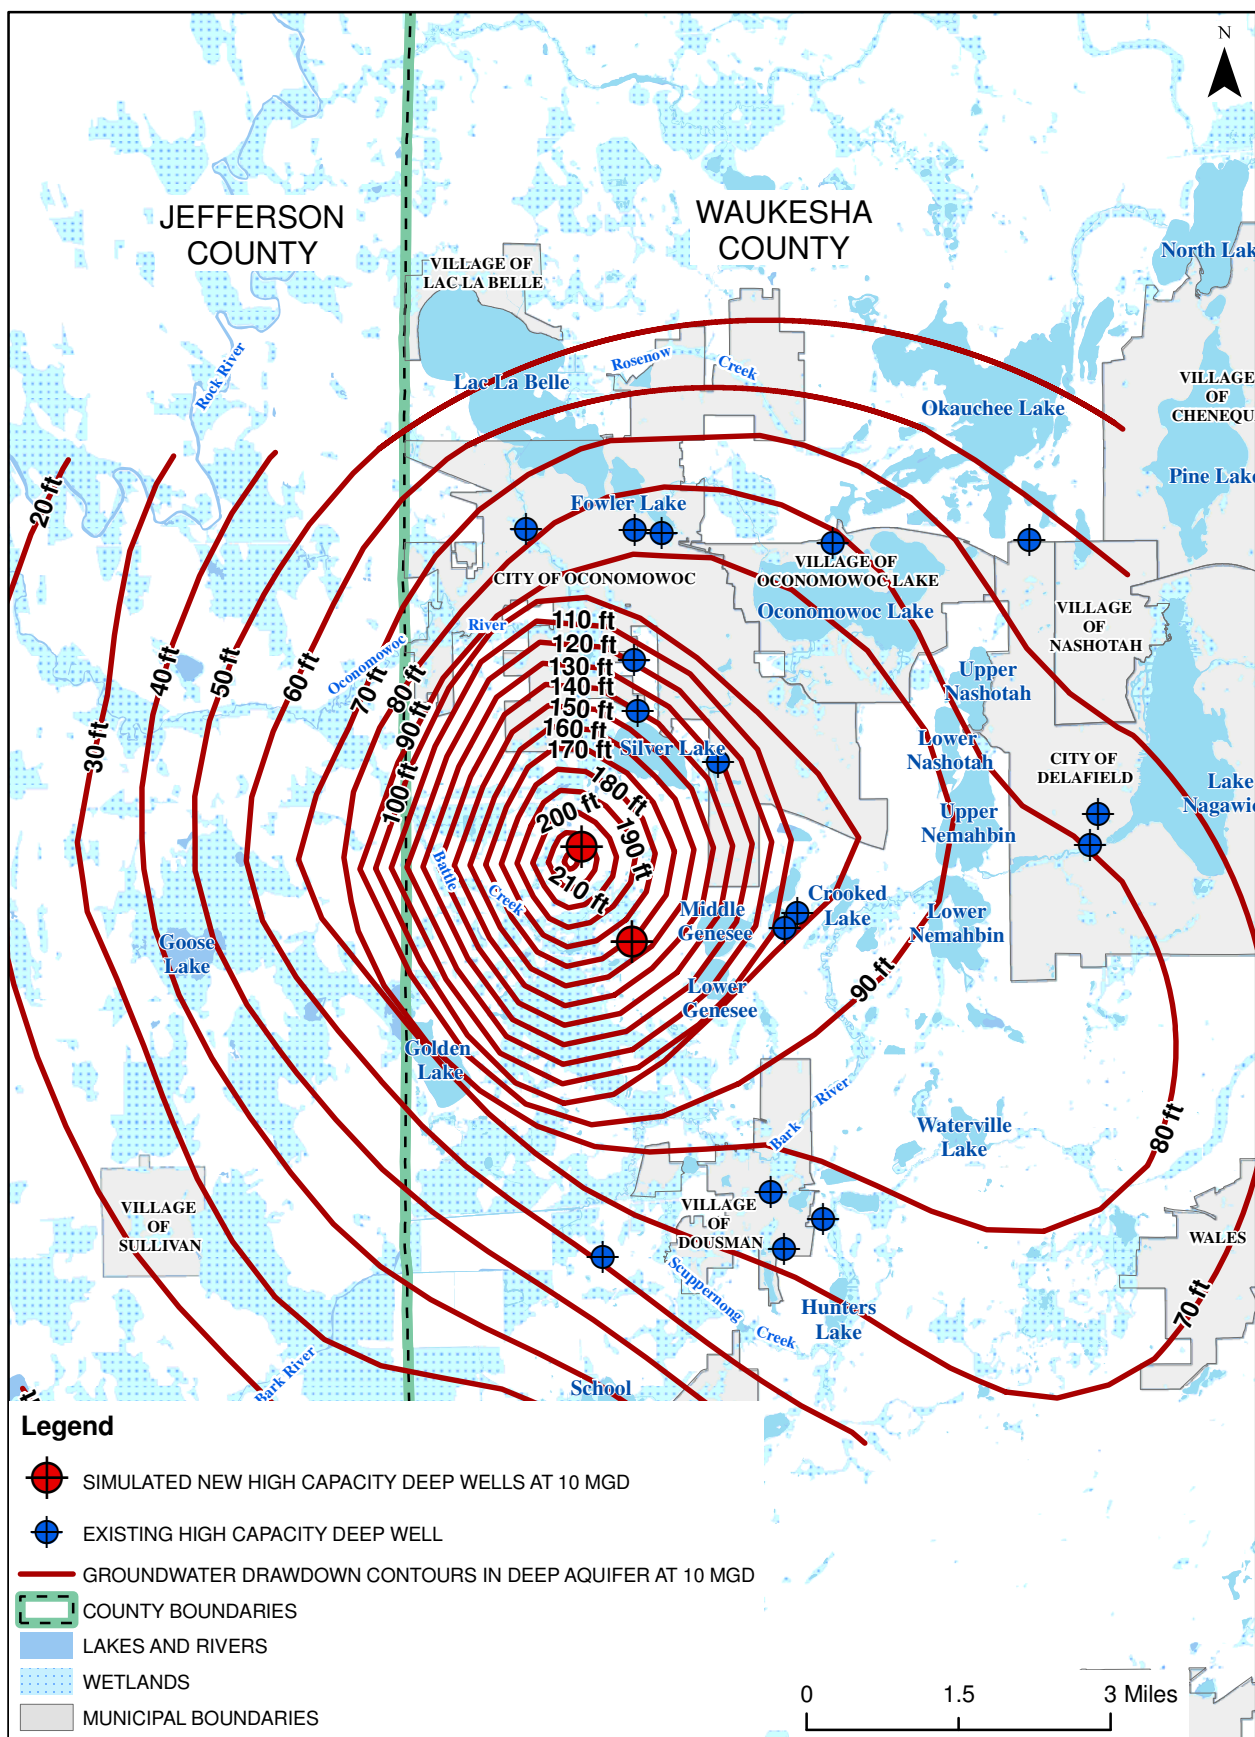 N
JEFFERSON
COUNTY
WAUKESHA
COUNTY
North Lak
VILLAGE OF
LAC LA BELLE
Rock River
Lac La Belle
Rosenow
Creek
Okauchee Lake
VILLAGE
OF
CHENEQU
Pine Lake
20 ft
Fowler Lake
CITY OF OCONOMOWOC
VILLAGE OF
OCONOMOWOC LAKE
Oconomowoc Lake
VILLAGE
OF
NASHOTAH
River
Oconomowoc
110 ft
120 ft
130 ft
140 ft
150 ft
160 ft
170 ft
180 ft
190 ft
200 ft
210 ft
30 ft
40 ft
50 ft
60 ft
70 ft
80 ft
90 ft
100 ft
Silver Lake
Upper
Nashotah
Lower
Nashotah
CITY OF
DELAFIELD
Lake
Nagawic
Upper
Nemahbin
Battle
Creek
Crooked
Lake
Middle
Genesee
Lower
Nemahbin
Goose
Lake
Lower
Genesee
90 ft
Golden
Lake
Bark
River
Waterville
Lake
80 ft
VILLAGE
OF
SULLIVAN
VILLAGE
OF
DOUSMAN
WALES
Scuppernong
Creek
Hunters
Lake
70 ft
Bark River
School
Legend
SIMULATED NEW HIGH CAPACITY DEEP WELLS AT 10 MGD
EXISTING HIGH CAPACITY DEEP WELL
GROUNDWATER DRAWDOWN CONTOURS IN DEEP AQUIFER AT 10 MGD
COUNTY BOUNDARIES
LAKES AND RIVERS
WETLANDS
MUNICIPAL BOUNDARIES
0 1.5 3 Miles